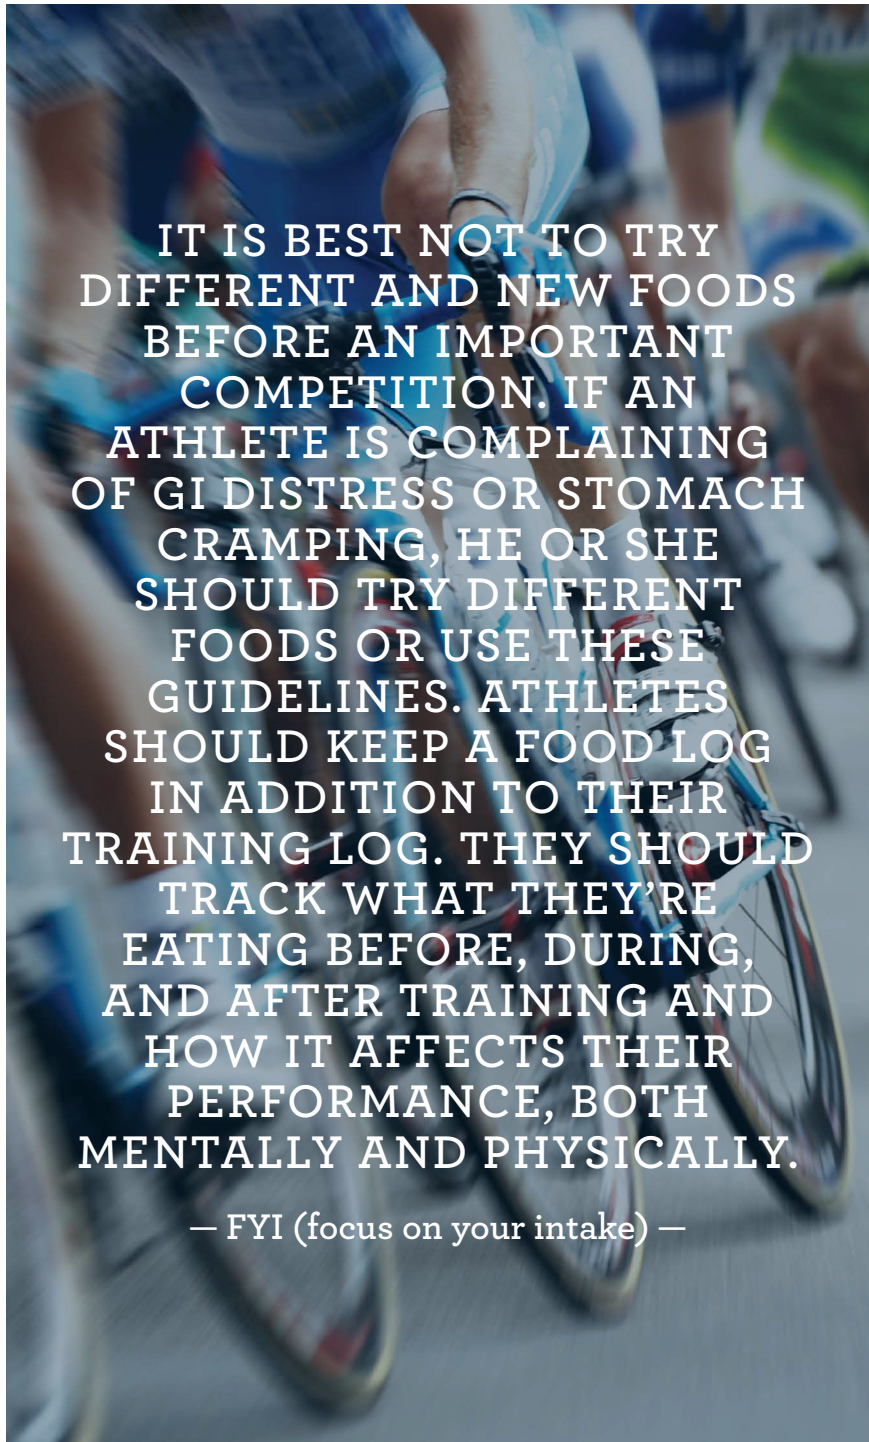 IT IS BEST NOT TO TRY
DIFFERENT AND NEW FOODS
BEFORE AN IMPORTANT
COMPETITION. IF AN
ATHLETE IS COMPLAINING
OF GI DISTRESS OR STOMACH
CRAMPING, HE OR SHE
SHOULD TRY DIFFERENT
FOODS OR USE THESE
GUIDELINES. ATHLETES
SHOULD KEEP A FOOD LOG
IN ADDITION TO THEIR
TRAINING LOG. THEY SHOULD
TRACK WHAT THEY’RE
EATING BEFORE, DURING,
AND AFTER TRAINING AND
HOW IT AFFECTS THEIR
PERFORMANCE, BOTH
MENTALLY AND PHYSICALLY.
— FYI (focus on your intake) —